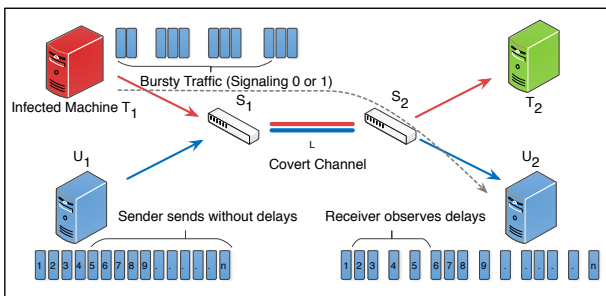 Bursty Traffic (Signaling 0 or 1)
Infected Machine T1
S1
S2
T2
L
Covert Channel
U1
U2
Sender sends without delays
Receiver observes delays
1 2 3 4 5 6 7 8 9 . . . . . n
1 2 3 4 5 6 7 8 9 . . . . . n